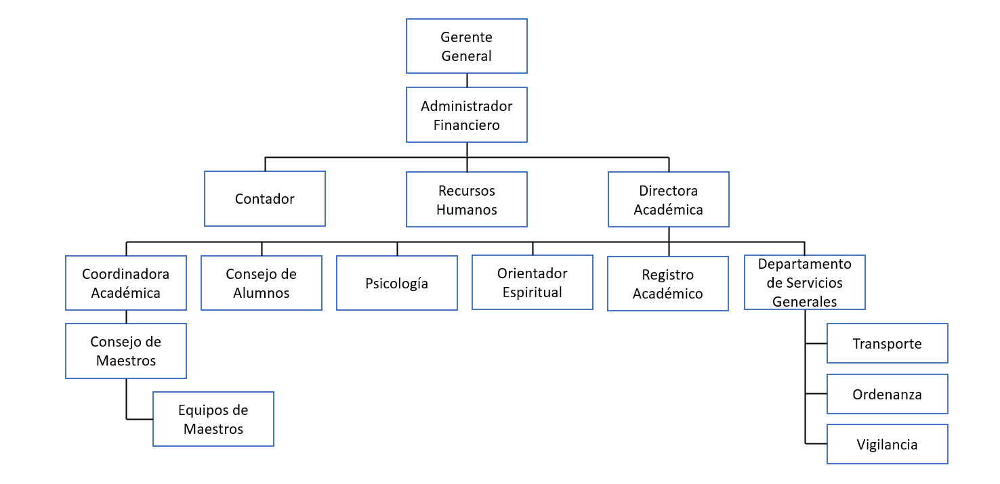 Gerente
General
Administrador
Financiero
Contador
Recursos
Humanos
Directora
Académica
Coordinadora
Académica
Consejo de
Alumnos
Psicología
Orientador
Espiritual
Registro
Académico
Departamento
de Servicios
Generales
Consejo de
Maestros
Equipos de
Maestros
Transporte
Ordenanza
Vigilancia